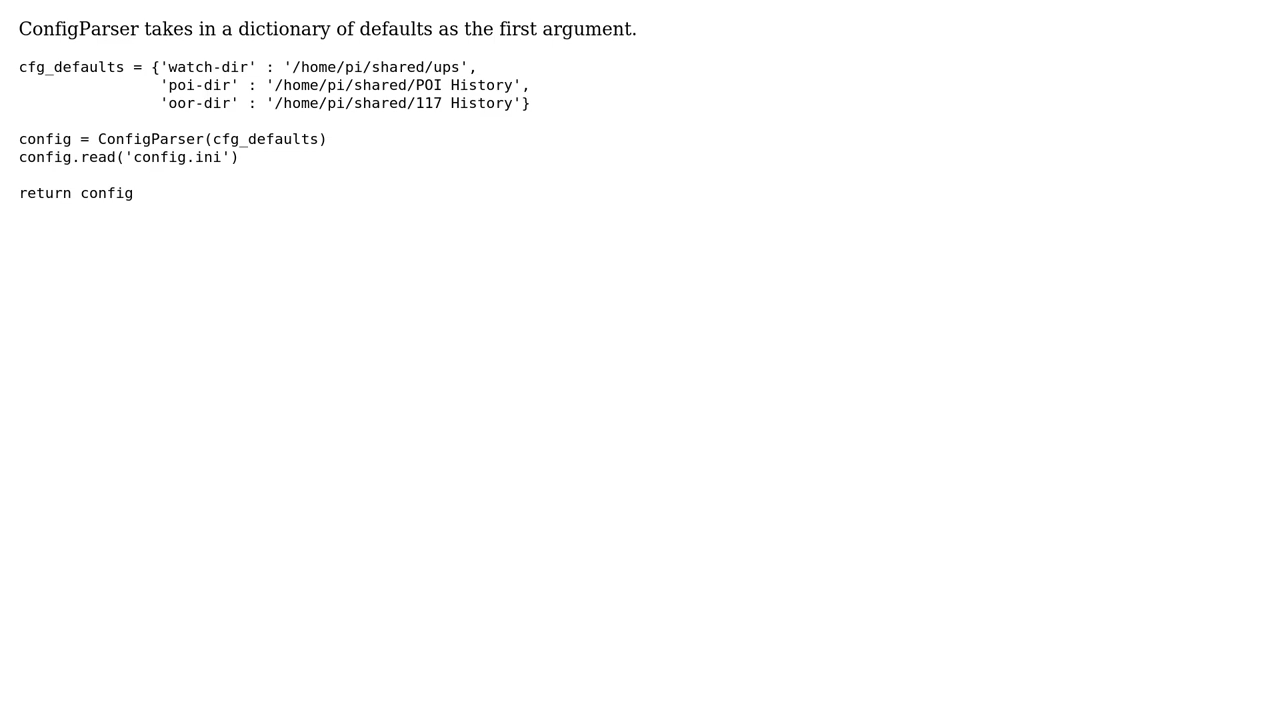 ConfigParser takes in a dictionary of defaults as the first argument.
cfg_defaults = {'watch-dir' : '/home/pi/shared/ups',
                'poi-dir' : '/home/pi/shared/POI History',
                'oor-dir' : '/home/pi/shared/117 History'}
config = ConfigParser(cfg_defaults)
config.read('config.ini')
return config